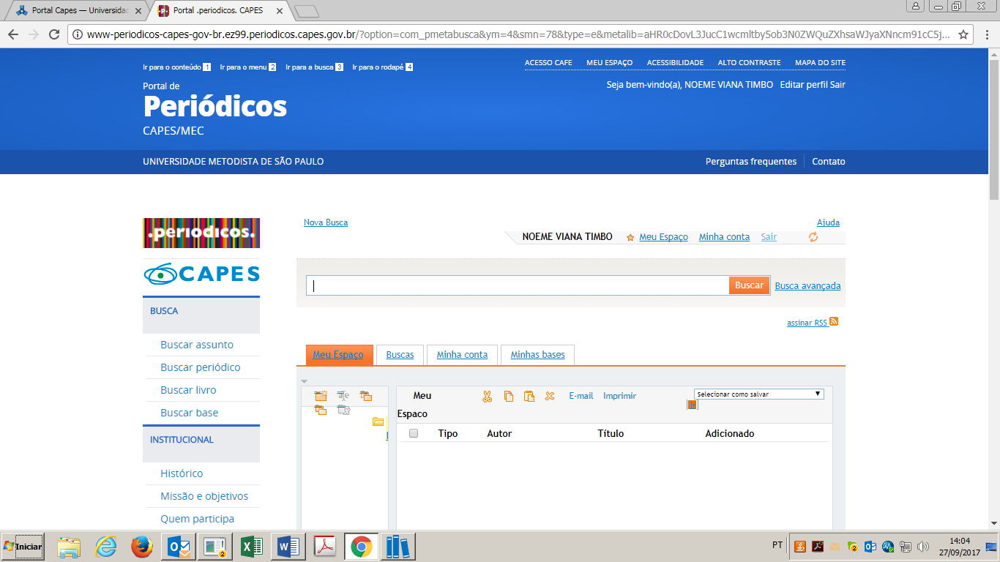 Portal Capes — Universida
Portal .periodicos. CAPES
www-periodicos-capes-gov-br.ez99.periodicos.capes.gov.br/?option=com_pmetabusca&ym=4&smn=78&type=e&metalib=aHR0cDovL3JucC1wcmltby5ob3N0ZWQuZXhsaWJyaXNncm91cC5j...
Ir para o conteúdo 1 Ir para o menu 2 Ir para a busca 3 Ir para o rodapé 4
ACESSO CAFE MEU ESPAÇO ACESSIBILIDADE ALTO CONTRASTE MAPA DO SITE
Portal de
Periódicos
CAPES/MEC
Seja bem-vindo(a), NOEME VIANA TIMBO Editar perfil Sair
UNIVERSIDADE METODISTA DE SÃO PAULO
Perguntas frequentes Contato
.periodicos.
CAPES
BUSCA
Buscar assunto
Buscar periódico
Buscar livro
Buscar base
INSTITUCIONAL
Histórico
Missão e objetivos
Quem participa
Nova Busca
Ajuda
NOEME VIANA TIMBO Meu Espaço Minha conta Sair
Buscar Busca avançada
assinar RSS
Meu Espaço Buscas Minha conta Minhas bases
Meu
Espaco
E-mail Imprimir
Selecionar como salvar
Ir
Tipo Autor Título Adicionado
Iniciar
2
2
PT
14:04
27/09/2017